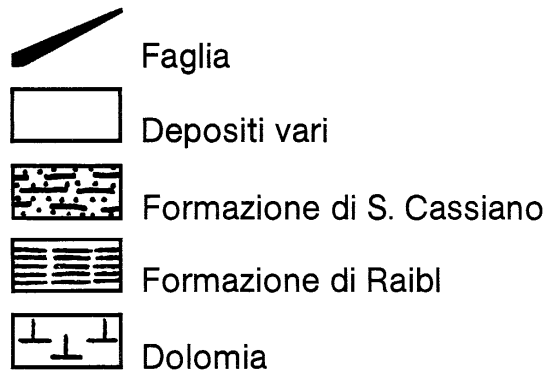 Faglia
Depositi vari
Formazione di S. Cassiano
Formazione di Raibl
Dolomia